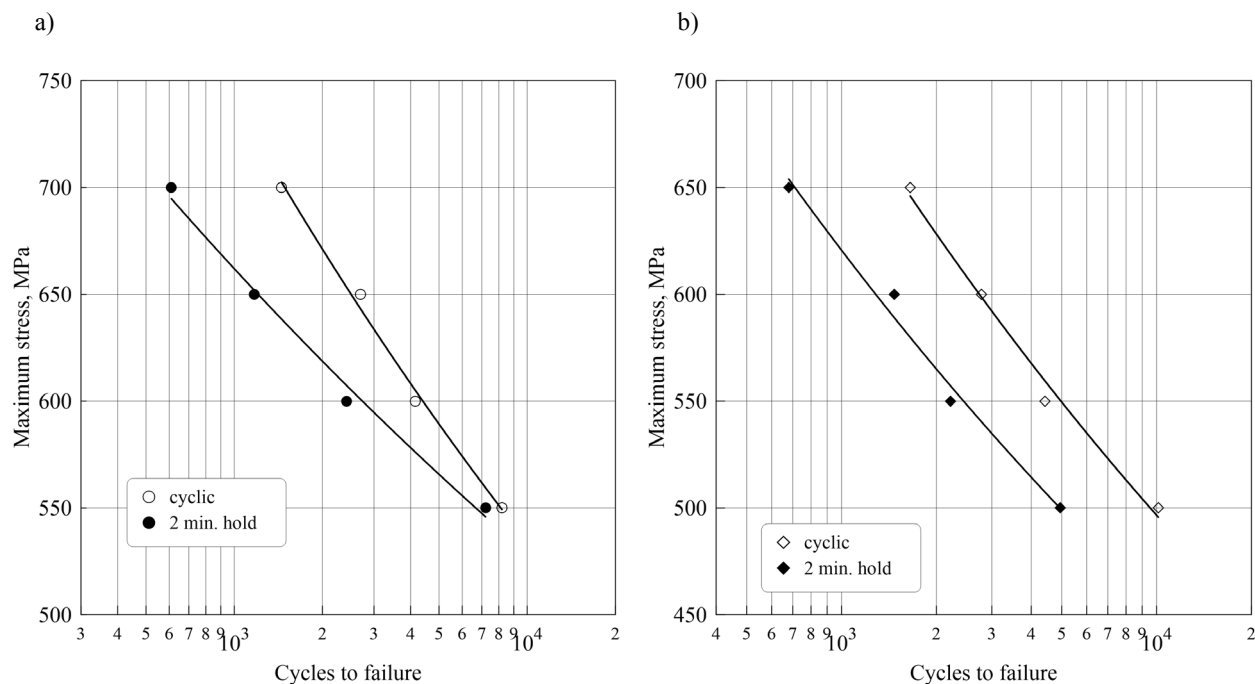 a)
750
700
650
600
550
500
Maximum stress, MPa
cyclic
2 min. hold
3 4 5 6 7 8 9 10³ 2 3 4 5 6 7 8 9 10⁴ 2
Cycles to failure
b)
700
650
600
550
500
450
Maximum stress, MPa
cyclic
2 min. hold
4 5 6 7 8 9 10³ 2 3 4 5 6 7 8 9 10⁴ 2
Cycles to failure